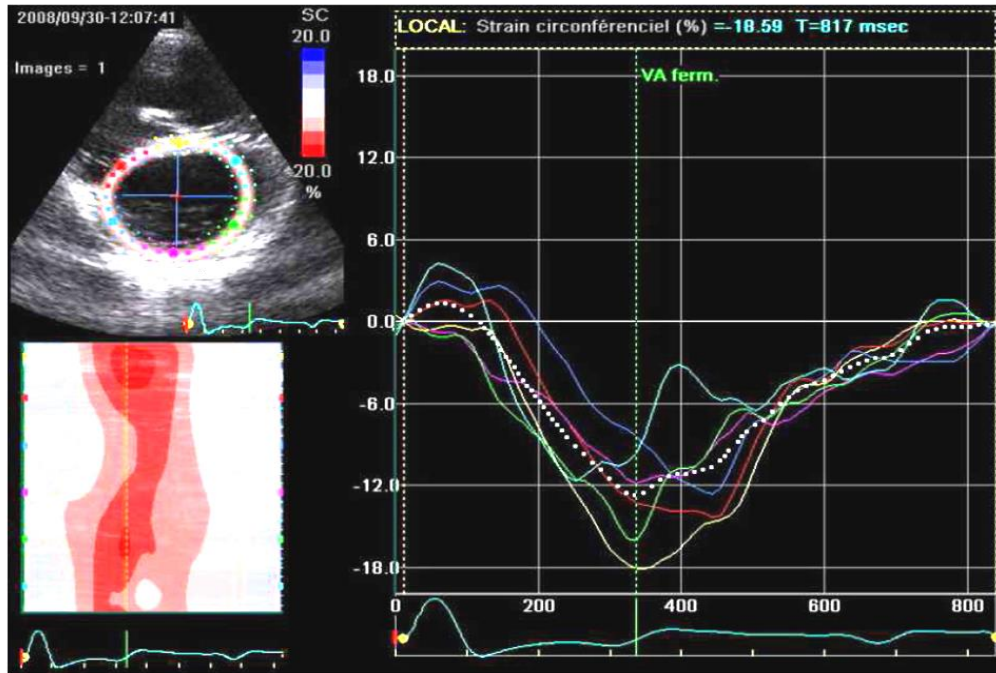 2008/09/30-12:07:41
SC
20.0
Images = 1
-20.0
%
LOCAL: Strain circonférenciel (%) =-18.59 T=817 msec
VA ferm.
18.0
12.0
6.0
0.0
-6.0
-12.0
-18.0
0 200 400 600 800